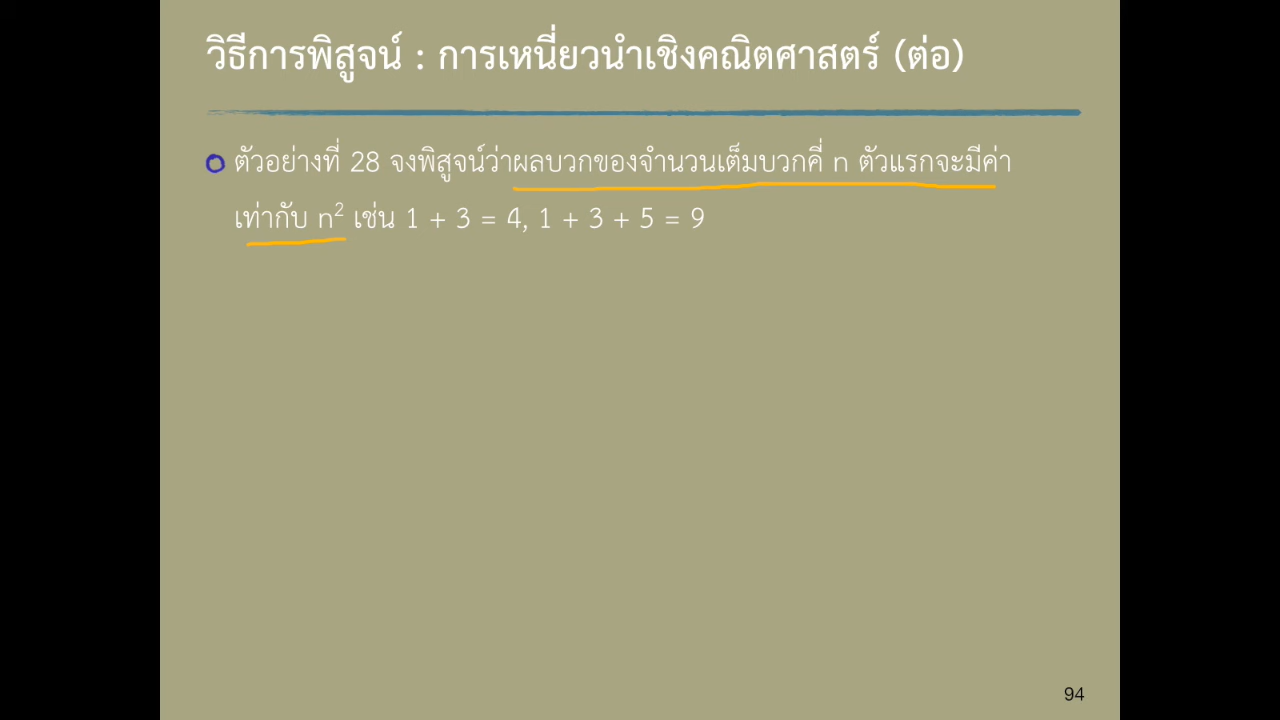 วิธีการพิสูจน์ : การเหนี่ยวนำเชิงคณิตศาสตร์ (ต่อ)
ตัวอย่างที่ 28 จงพิสูจน์ว่าผลบวกของจำนวนเต็มบวกคี่ n ตัวแรกจะมีค่า
เท่ากับ n² เช่น 1 + 3 = 4, 1 + 3 + 5 = 9
94